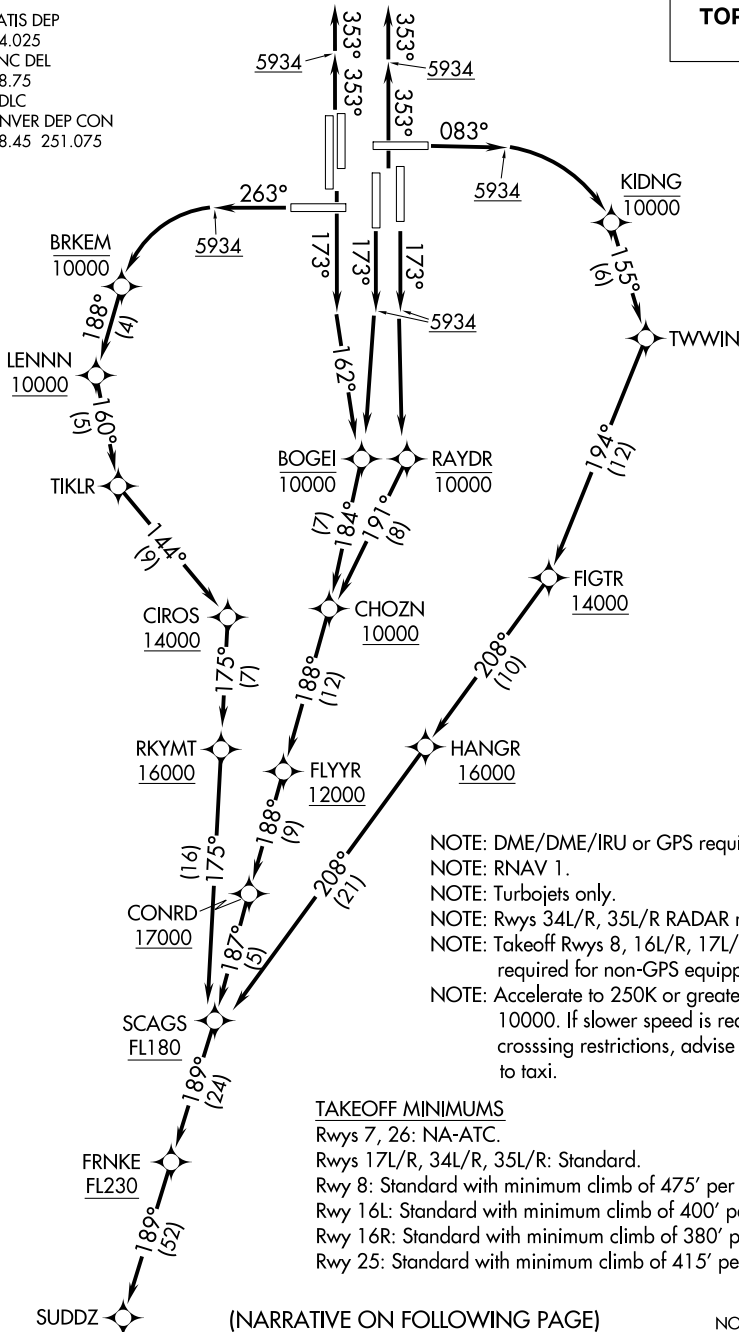 ATIS DEP
4.025
NC DEL
8.75
DLC
NVER DEP CON
8.45 251.075
TOP
353°
353°
5934
5934
353°
353°
083°
5934
KIDNG
10000
263°
5934
BRKEM
10000
173°
173°
173°
155°
(6)
188°
(4)
5934
TWWIN
LENNN
10000
162°
160°
(5)
BOGEI
10000
RAYDR
10000
194°
(12)
TIKLR
184°
(7)
191°
(8)
144°
(9)
FIGTR
14000
CIROS
14000
CHOZN
10000
175°
(7)
188°
(12)
208°
(10)
RKYMT
16000
FLYYR
12000
HANGR
16000
188°
(9)
175°
(16)
208°
(21)
NOTE: DME/DME/IRU or GPS requi
NOTE: RNAV 1.
NOTE: Turbojets only.
NOTE: Rwys 34L/R, 35L/R RADAR r
NOTE: Takeoff Rwys 8, 16L/R, 17L/
required for non-GPS equipp
NOTE: Accelerate to 250K or greate
10000. If slower speed is rec
crosssing restrictions, advise
to taxi.
CONRD
17000
187°
(5)
SCAGS
FL180
189°
(24)
TAKEOFF MINIMUMS
Rwys 7, 26: NA-ATC.
Rwys 17L/R, 34L/R, 35L/R: Standard.
Rwy 8: Standard with minimum climb of 475' per
Rwy 16L: Standard with minimum climb of 400' pe
Rwy 16R: Standard with minimum climb of 380' p
Rwy 25: Standard with minimum climb of 415' pe
FRNKE
FL230
189°
(52)
SUDDZ
(NARRATIVE ON FOLLOWING PAGE)
NO